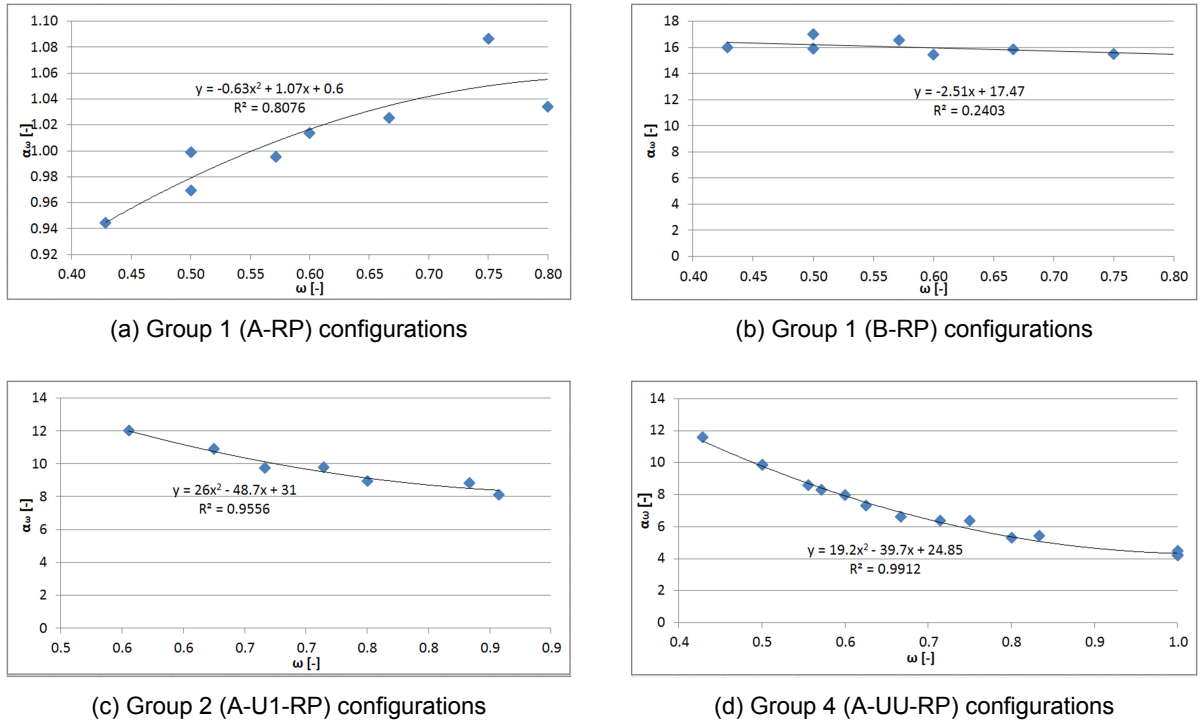 1.10
1.08
1.06
1.04
1.02
1.00
0.98
0.96
0.94
0.92
αω [-]
y = -0.63x² + 1.07x + 0.6
R² = 0.8076
0.40 0.45 0.50 0.55 0.60 0.65 0.70 0.75 0.80
ω [-]
(a) Group 1 (A-RP) configurations
18
16
14
12
10
8
6
4
2
0
αω [-]
y = -2.51x + 17.47
R² = 0.2403
0.40 0.45 0.50 0.55 0.60 0.65 0.70 0.75 0.80
ω [-]
(b) Group 1 (B-RP) configurations
14
12
10
8
6
4
2
0
αω [-]
y = 26x² - 48.7x + 31
R² = 0.9556
0.5 0.6 0.6 0.7 0.7 0.8 0.8 0.9 0.9
ω [-]
(c) Group 2 (A-U1-RP) configurations
14
12
10
8
6
4
2
0
αω [-]
y = 19.2x² - 39.7x + 24.85
R² = 0.9912
0.4 0.5 0.6 0.7 0.8 0.9 1.0
ω [-]
(d) Group 4 (A-UU-RP) configurations